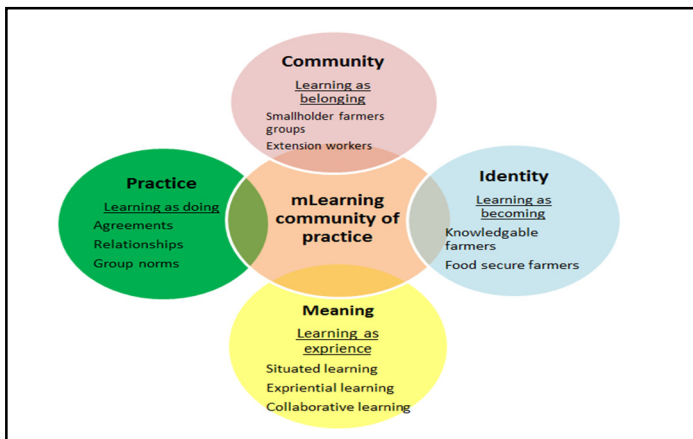 Community
Learning as
belonging
Smallholder farmers
groups
Extension workers
Practice
Learning as doing
Agreements
Relationships
Group norms
mLearning
community of
practice
Identity
Learning as
becoming
Knowledgable
farmers
Food secure farmers
Meaning
Learning as
exprience
Situated learning
Expriential learning
Collaborative learning